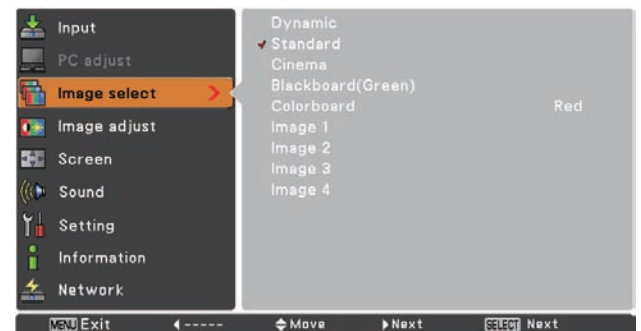 Input
PC adjust
Image select
Image adjust
Screen
Sound
Setting
Information
Network
Dynamic
Standard
Cinema
Blackboard(Green)
Colorboard Red
Image 1
Image 2
Image 3
Image 4
MENU Exit ----- Move Next SELECT Next